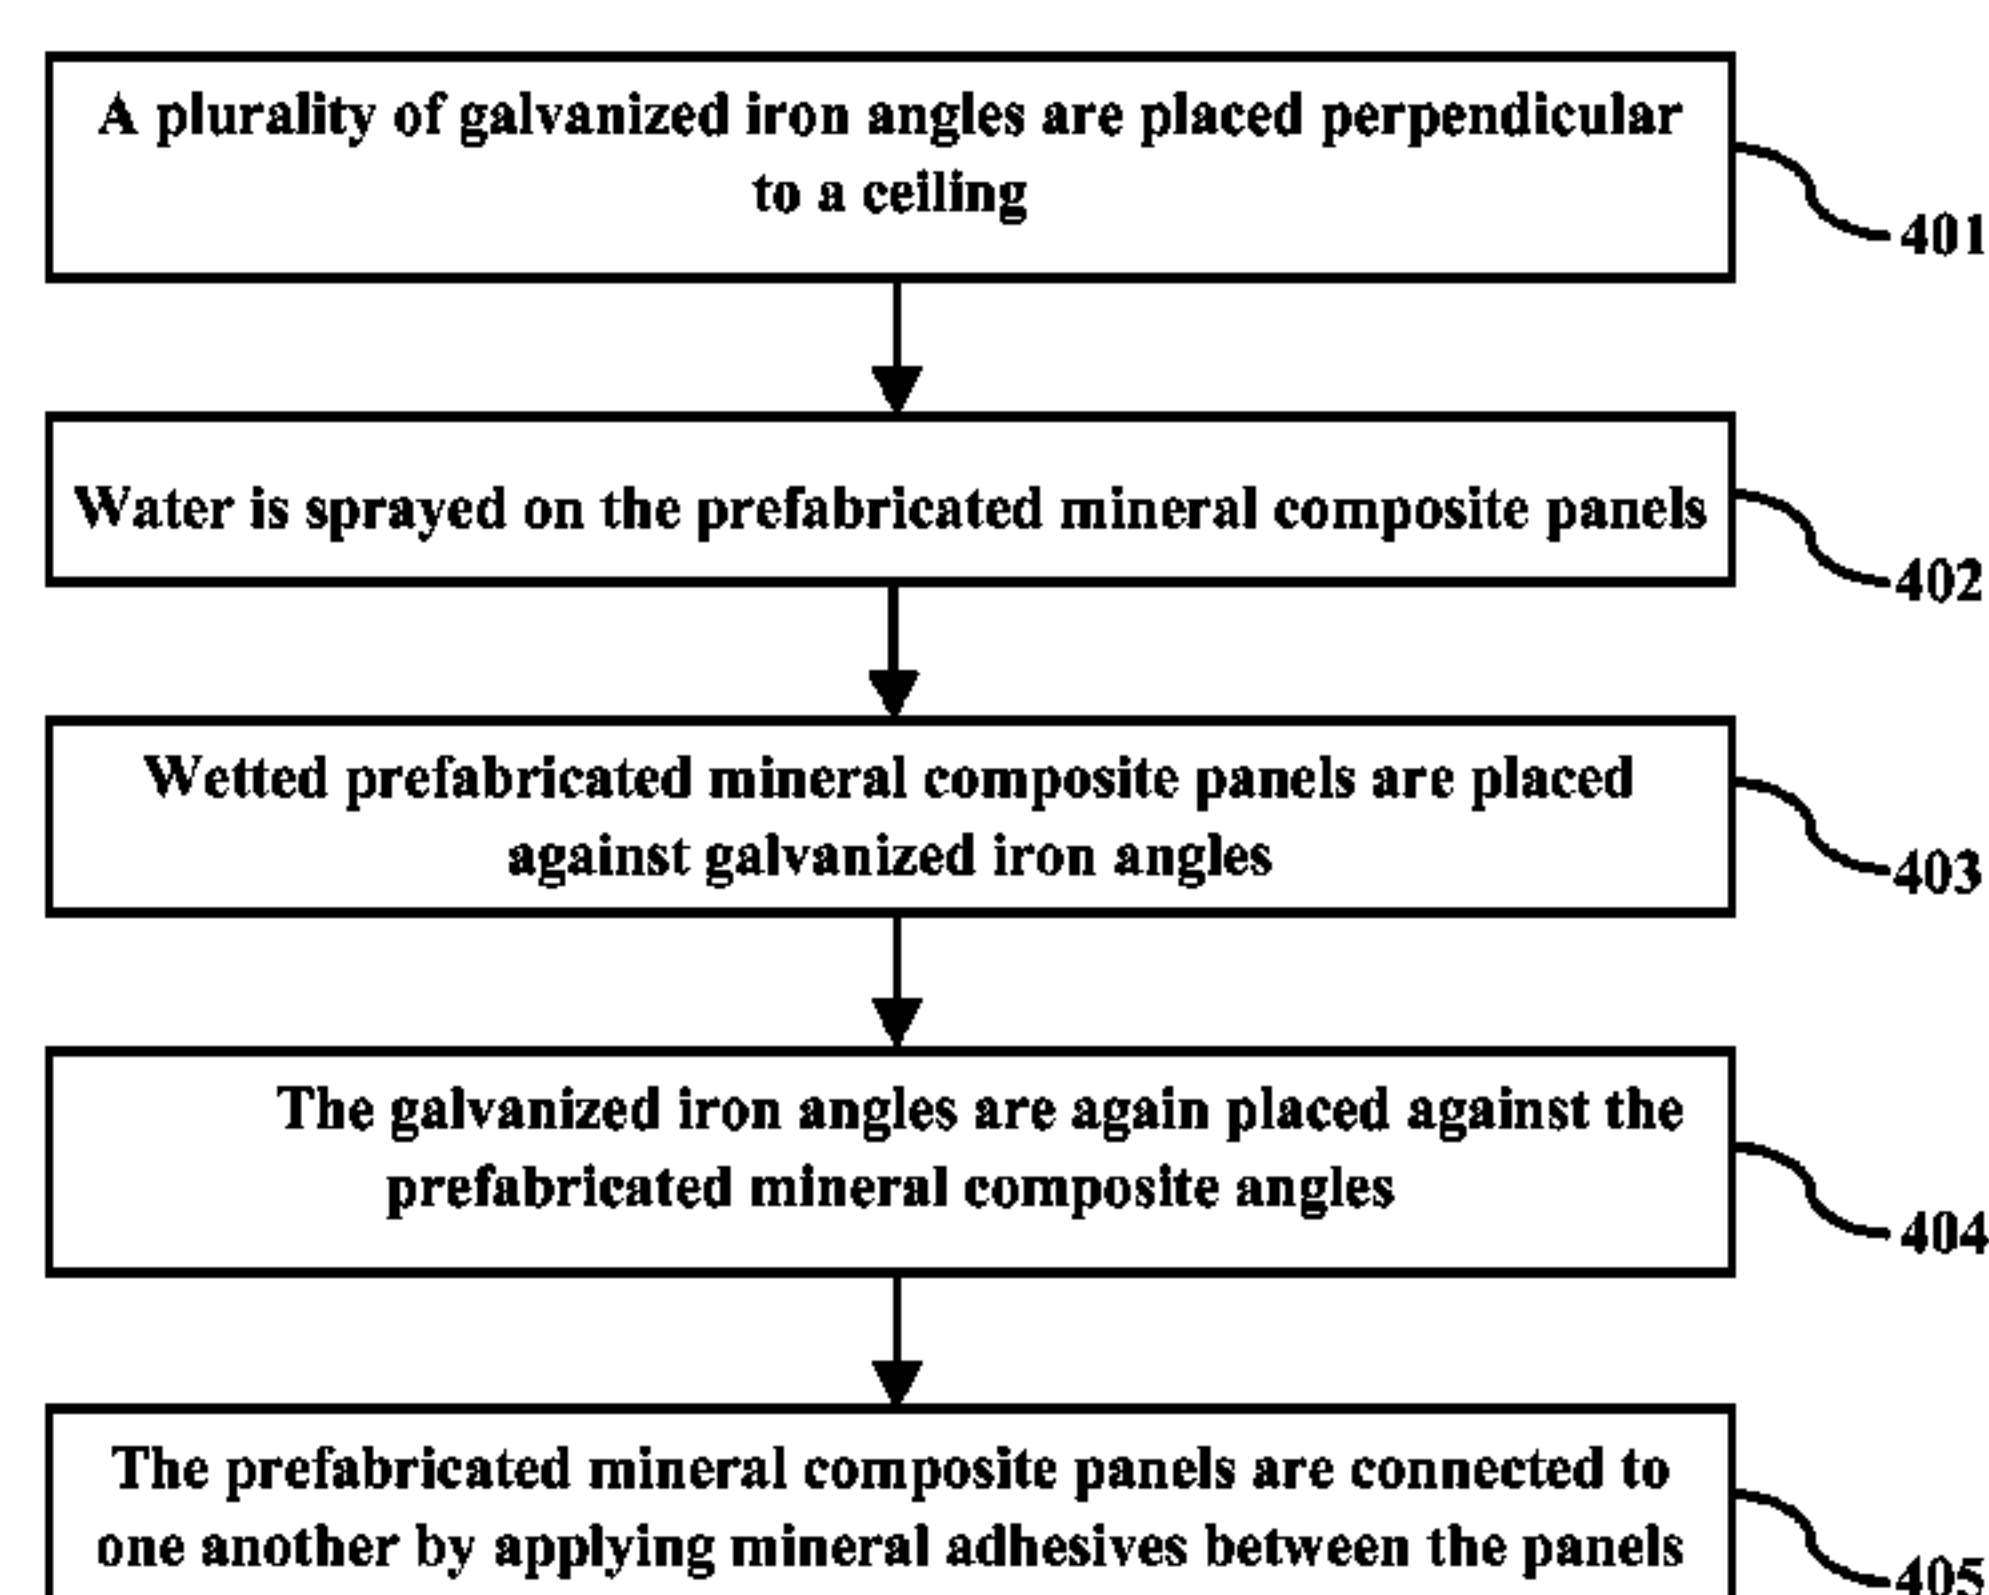 A plurality of galvanized iron angles are placed perpendicular
to a ceiling
401
Water is sprayed on the prefabricated mineral composite panels
402
Wetted prefabricated mineral composite panels are placed
against galvanized iron angles
403
The galvanized iron angles are again placed against the
prefabricated mineral composite angles
404
The prefabricated mineral composite panels are connected to
one another by applying mineral adhesives between the panels
405